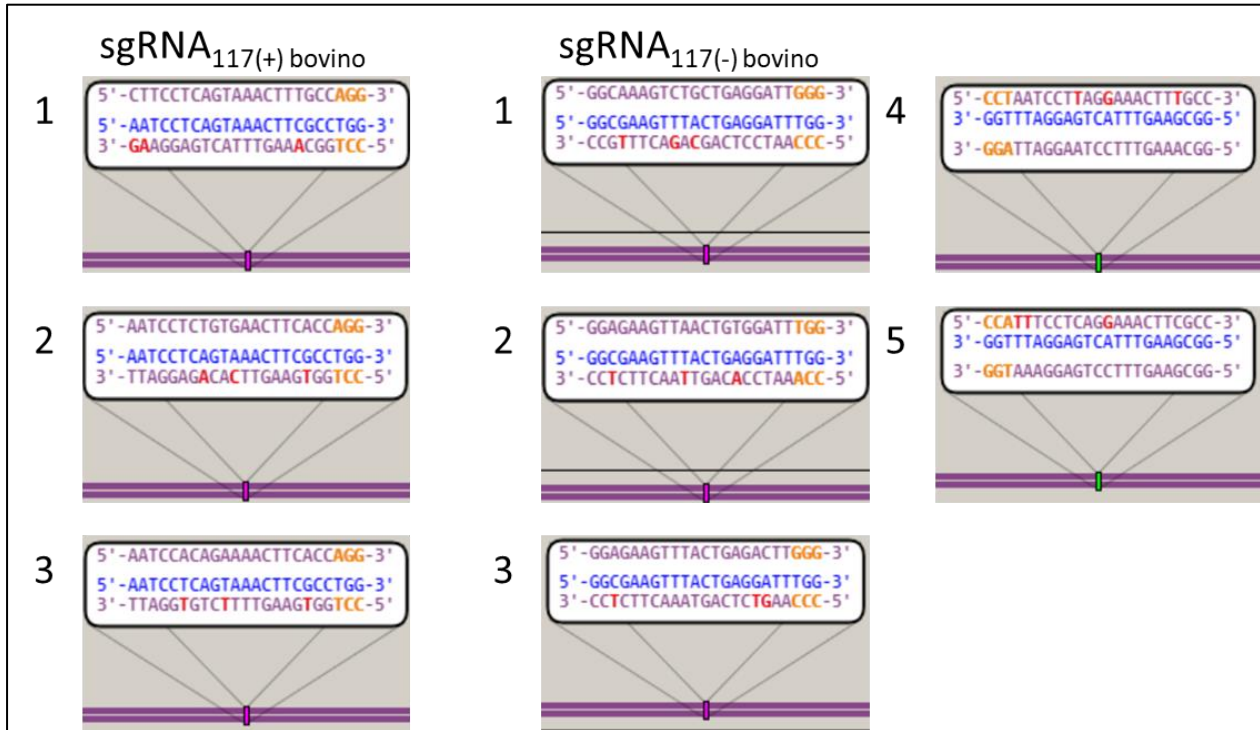 sgRNA117(+) bovino
1
5'-CTTCCTCAGTAAACTTTGCCAGG-3'
5'-AATCCTCAGTAAACTTCGCCTGG-3'
3'-GAAGGAGTCATTTGAAACGGTCC-5'
2
5'-AATCCTCTGTGAACTTCACCAGG-3'
5'-AATCCTCAGTAAACTTCGCCTGG-3'
3'-TTAGGAGACACTTGAAGTGGTCC-5'
3
5'-AATCCACAGAAAACTTCACCAGG-3'
5'-AATCCTCAGTAAACTTCGCCTGG-3'
3'-TTAGGTGTCTTTTGAAGTGGTCC-5'
sgRNA117(-) bovino
1
5'-GGCAAAGTCTGCTGAGGATTGGG-3'
5'-GGCGAAGTTTACTGAGGATTTGG-3'
3'-CCGTTTCAGACGACTCCTAACCC-5'
2
5'-GGAGAAGTTAACTGTGGATTTGG-3'
5'-GGCGAAGTTTACTGAGGATTTGG-3'
3'-CCTCTTCAATTGACACCTAAACC-5'
3
5'-GGAGAAGTTTACTGAGACTTGGG-3'
5'-GGCGAAGTTTACTGAGGATTTGG-3'
3'-CCTCTTCAAATGACTCTGAACCC-5'
4
5'-CCTAATCCTTAGGAAACTTTGCC-3'
3'-GGTTTAGGAGTCATTTGAAGCGG-5'
3'-GGATTAGGAATCCTTTGAAACGG-5'
5
5'-CCATTTCCTCAGGAAACTTCGCC-3'
3'-GGTTTAGGAGTCATTTGAAGCGG-5'
3'-GGTAAAGGAGTCCTTTGAAGCGG-5'